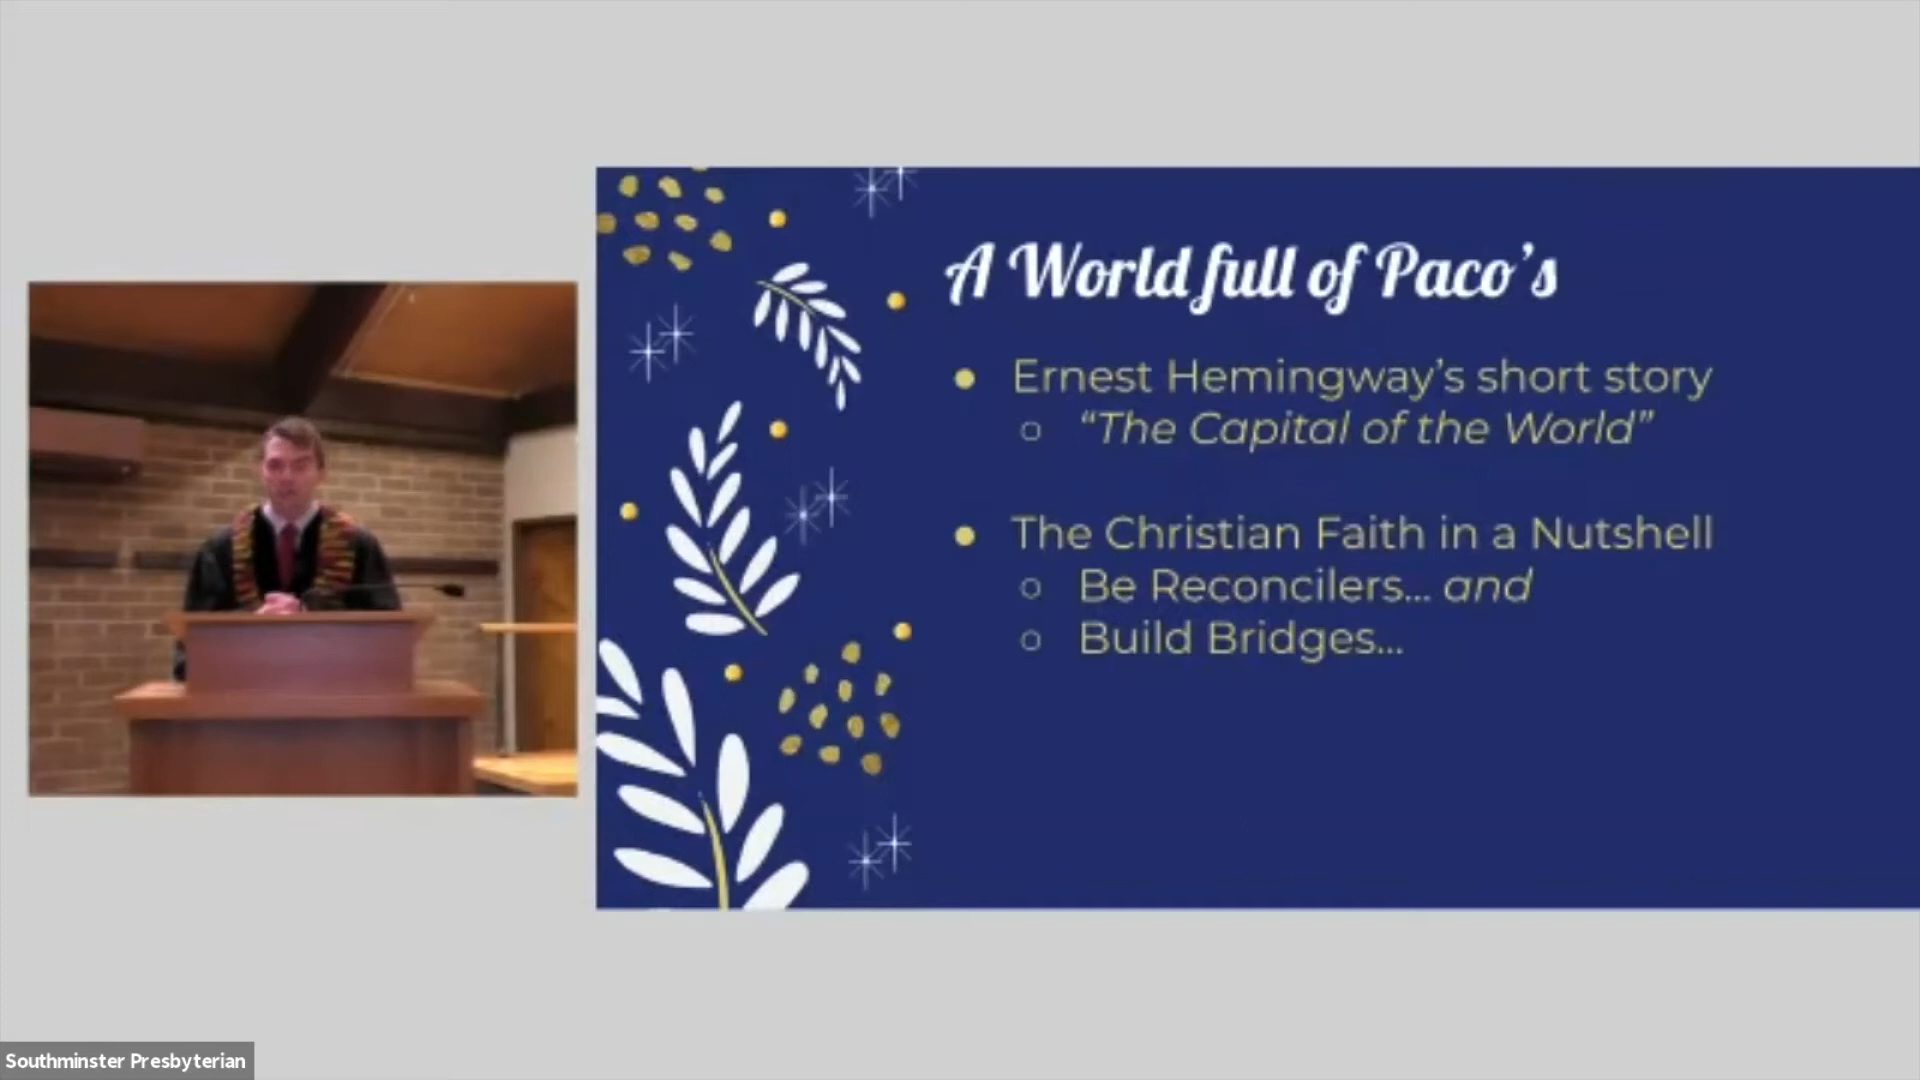 A World full of Paco’s
Ernest Hemingway’s short story
“The Capital of the World”
The Christian Faith in a Nutshell
Be Reconcilers... and
Build Bridges...
Southminster Presbyterian